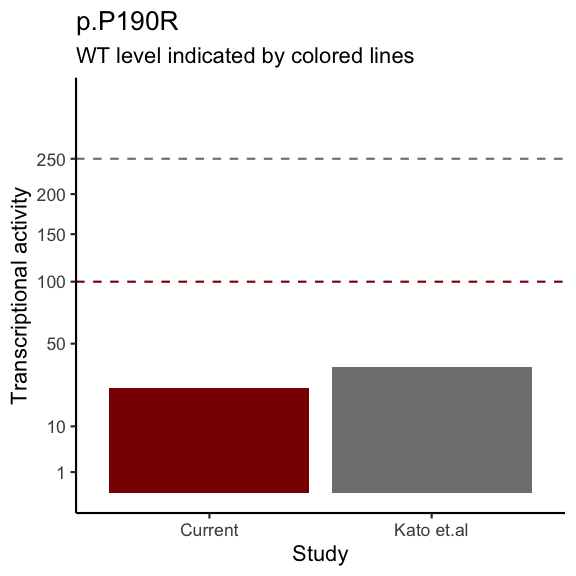 p.P190R
WT level indicated by colored lines
Transcriptional activity
250
200
150
100
50
10
1
Current
Kato et.al
Study